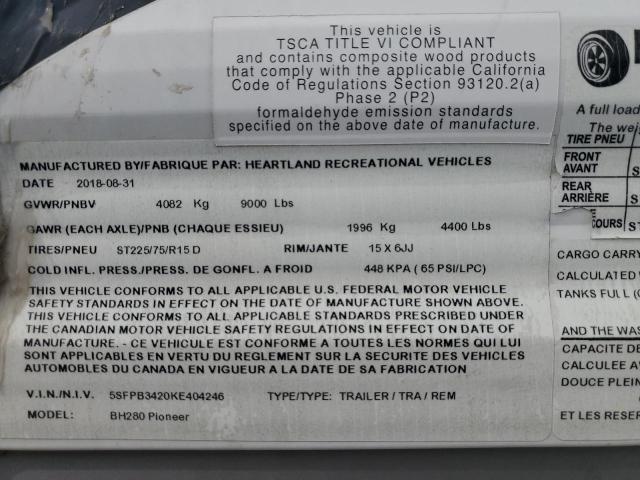 This vehicle is
TSCA TITLE VI COMPLIANT
and contains composite wood products
that comply with the applicable California
Code of Regulations Section 93120.2(a)
Phase 2 (P2)
formaldehyde emission standards
specified on the above date of manufacture.
MANUFACTURED BY/FABRIQUE PAR: HEARTLAND RECREATIONAL VEHICLES
DATE 2018-08-31
GVWR/PNBV 4082 Kg 9000 Lbs
GAWR (EACH AXLE)/PNB (CHAQUE ESSIEU) 1996 Kg 4400 Lbs
TIRES/PNEU ST225/75/R15 D RIM/JANTE 15 X 6JJ
COLD INFL. PRESS./PRESS. DE GONFL. A FROID 448 KPA ( 65 PSI/LPC)
THIS VEHICLE CONFORMS TO ALL APPLICABLE U.S. FEDERAL MOTOR VEHICLE
SAFETY STANDARDS IN EFFECT ON THE DATE OF MANUFACTURE SHOWN ABOVE.
THIS VEHICLE CONFORMS TO ALL APPLICABLE STANDARDS PRESCRIBED UNDER
THE CANADIAN MOTOR VEHICLE SAFETY REGULATIONS IN EFFECT ON DATE OF
MANUFACTURE. - CE VEHICULE EST CONFORME A TOUTES LES NORMES QUI LUI
SONT APPLICABLES EN VERTU DU REGLEMENT SUR LA SECURITE DES VEHICLES
AUTOMOBILES DU CANADA EN VIGUEUR A LA DATE DE SA FABRICATION
V.I.N./N.I.V. 5SFPB3420KE404246 TYPE/TYPE: TRAILER / TRA / REM
MODEL: BH280 Pioneer
A full load
The wei
TIRE PNEU
FRONT
AVANT
REAR
ARRIÈRE
COURS
CARGO CARRY
CALCULATED
TANKS FULL (
AND THE WAS
CAPACITE DE
CALCULEE AV
DOUCE PLEIN
ET LES RESER